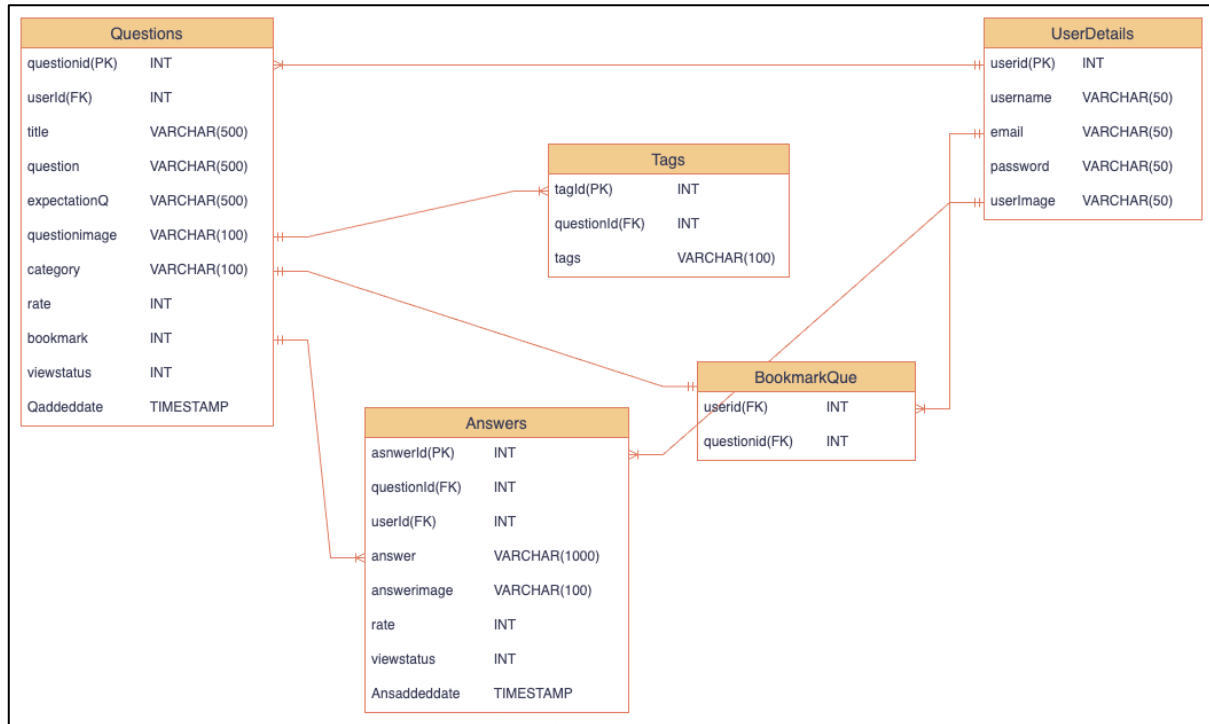 Questions
questionid(PK) INT
userId(FK) INT
title VARCHAR(500)
question VARCHAR(500)
expectationQ VARCHAR(500)
questionimage VARCHAR(100)
category VARCHAR(100)
rate INT
bookmark INT
viewstatus INT
Qaddeddate TIMESTAMP
UserDetails
userid(PK) INT
username VARCHAR(50)
email VARCHAR(50)
password VARCHAR(50)
userImage VARCHAR(50)
Tags
tagId(PK) INT
questionId(FK) INT
tags VARCHAR(100)
BookmarkQue
userid(FK) INT
questionid(FK) INT
Answers
asnwerId(PK) INT
questionId(FK) INT
userId(FK) INT
answer VARCHAR(1000)
answerimage VARCHAR(100)
rate INT
viewstatus INT
Ansaddeddate TIMESTAMP